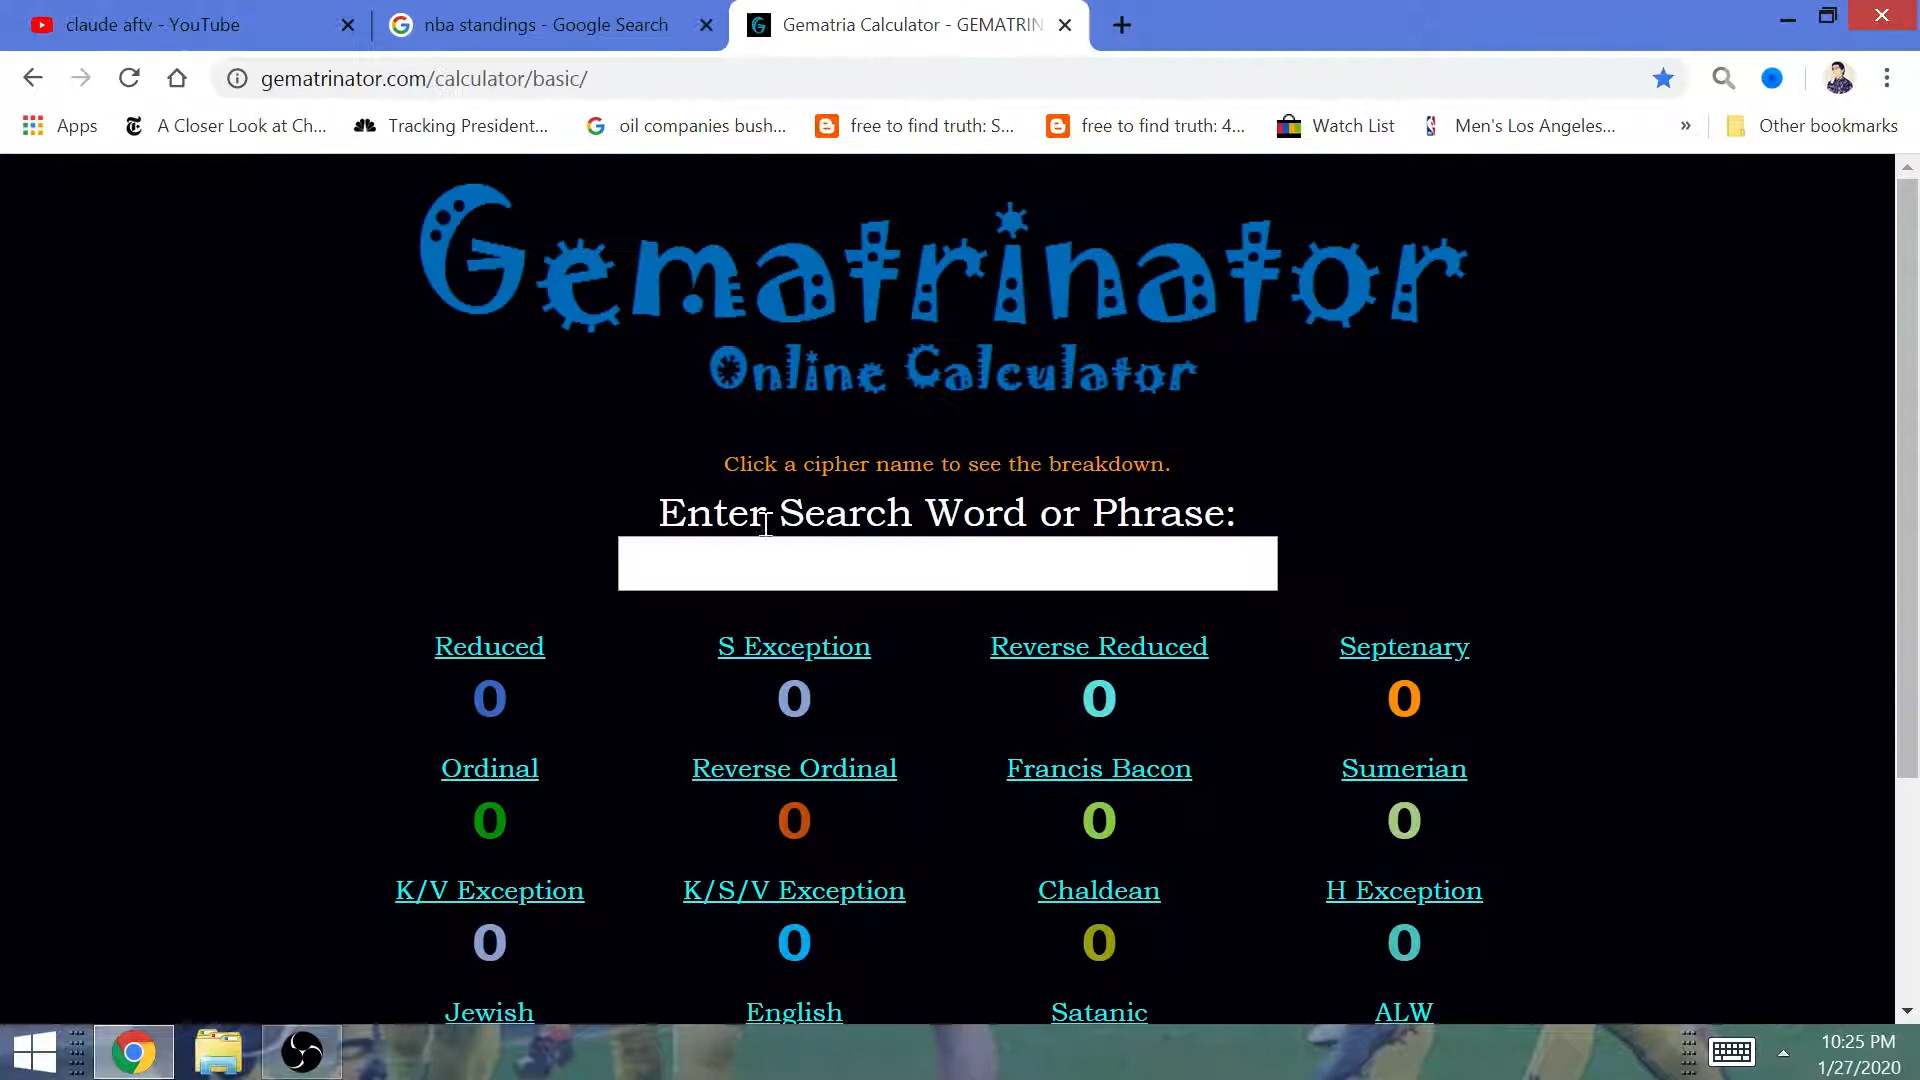 claude aftv - YouTube
nba standings - Google Search
Gematria Calculator - GEMATRIN
gematrinator.com/calculator/basic/
Apps
A Closer Look at Ch...
Tracking President...
oil companies bush...
free to find truth: S...
free to find truth: 4...
Watch List
Men's Los Angeles...
»
Other bookmarks
Gematrinator
Online Calculator
Click a cipher name to see the breakdown.
Enter Search Word or Phrase:
Reduced S Exception Reverse Reduced Septenary
0 0 0 0
Ordinal Reverse Ordinal Francis Bacon Sumerian
0 0 0 0
K/V Exception K/S/V Exception Chaldean H Exception
0 0 0 0
Jewish English Satanic ALW
10:25 PM
1/27/2020